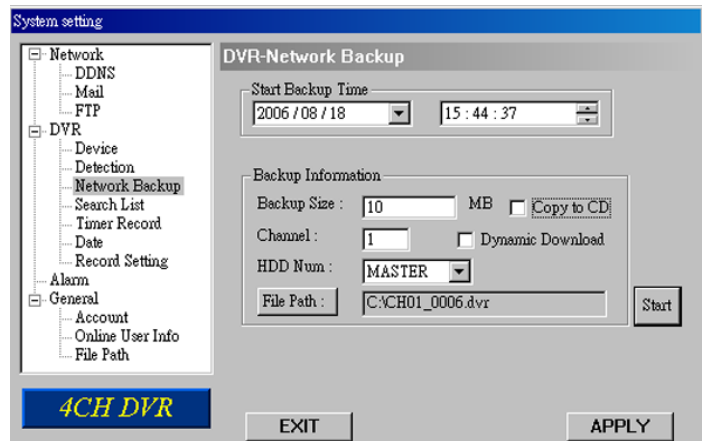 System setting
Network
DDNS
Mail
FTP
DVR
Device
Detection
Network Backup
Search List
Timer Record
Date
Record Setting
Alarm
General
Account
Online User Info
File Path
4CH DVR
DVR-Network Backup
Start Backup Time
2006 / 08 / 18 15 : 44 : 37
Backup Information
Backup Size : 10 MB Copy to CD
Channel : 1 Dynamic Download
HDD Num : MASTER
File Path : C:\CH01_0006.dvr Start
EXIT APPLY